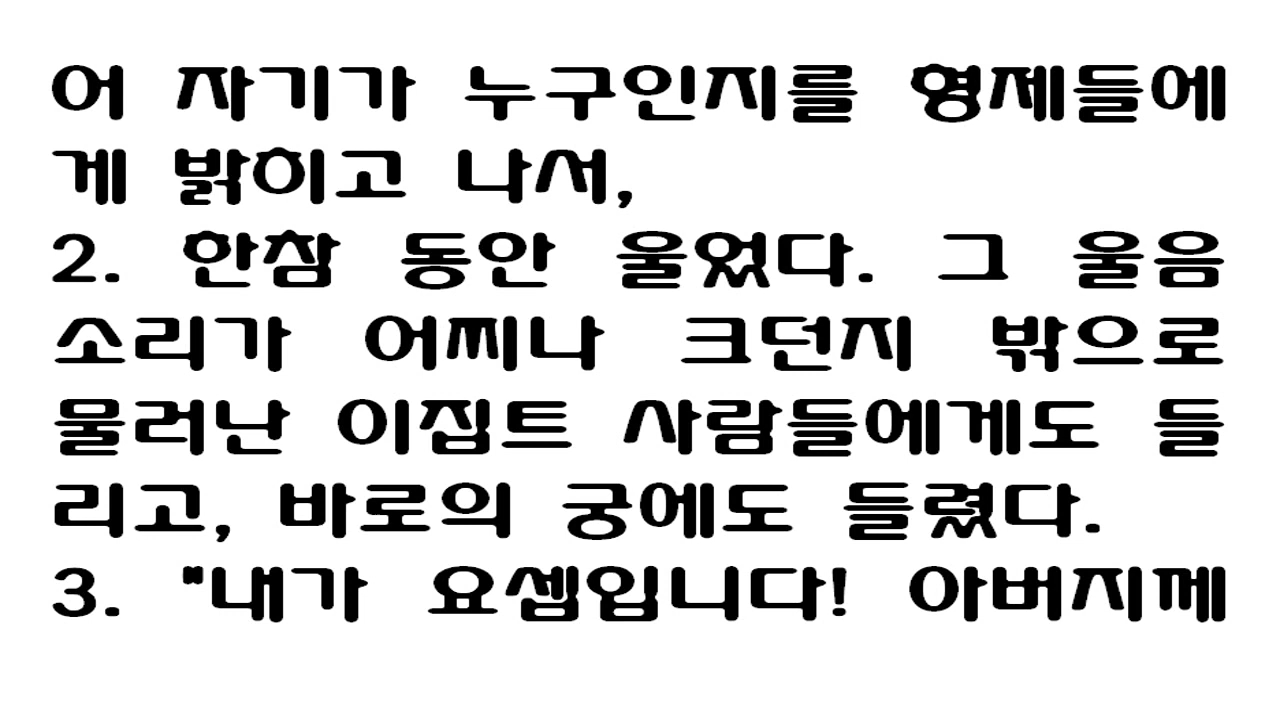 어 자기가 누구인지를 형제들에
게 밝히고 나서,
2. 한참 동안 울었다. 그 울음
소리가 어찌나 크던지 밖으로
물러난 이집트 사람들에게도 들
리고, 바로의 궁에도 들렸다.
3. "내가 요셉입니다! 아버지께